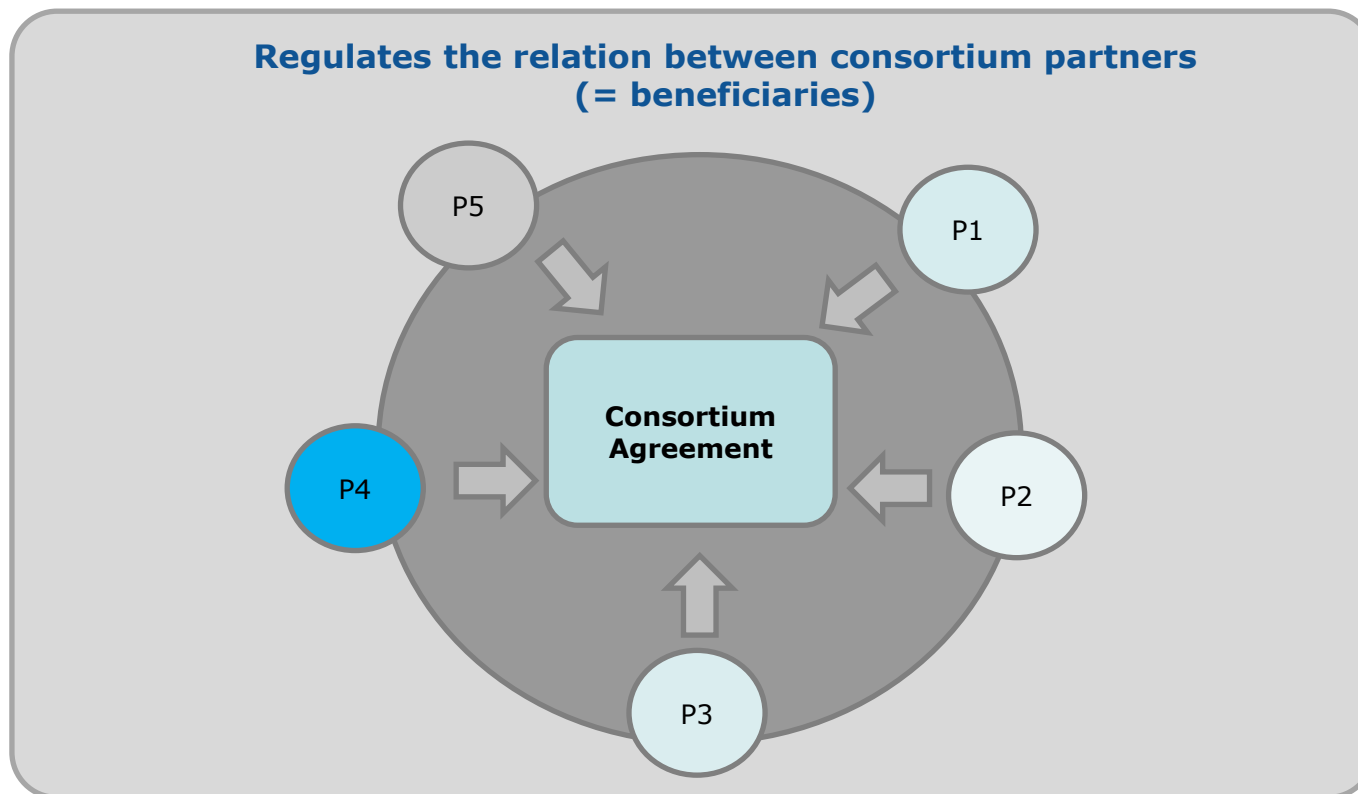 Regulates the relation between consortium partners
(= beneficiaries)
P5
P1
Consortium
Agreement
P4
P2
P3